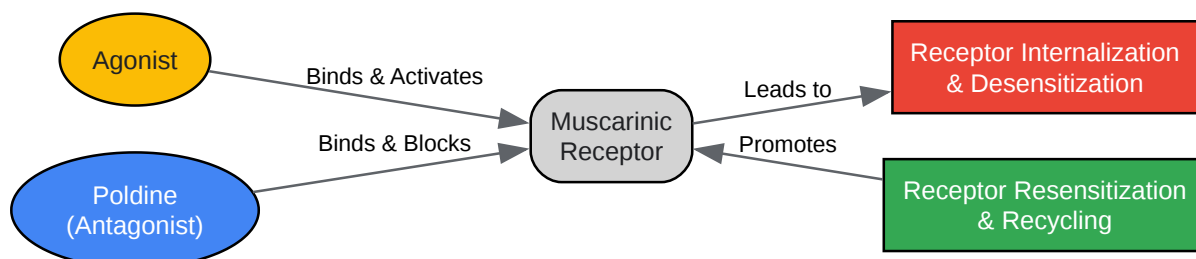 Agonist
Binds & Activates
Binds & Blocks
Poldine
(Antagonist)
Muscarinic
Receptor
Leads to
Promotes
Receptor Internalization
& Desensitization
Receptor Resensitization
& Recycling